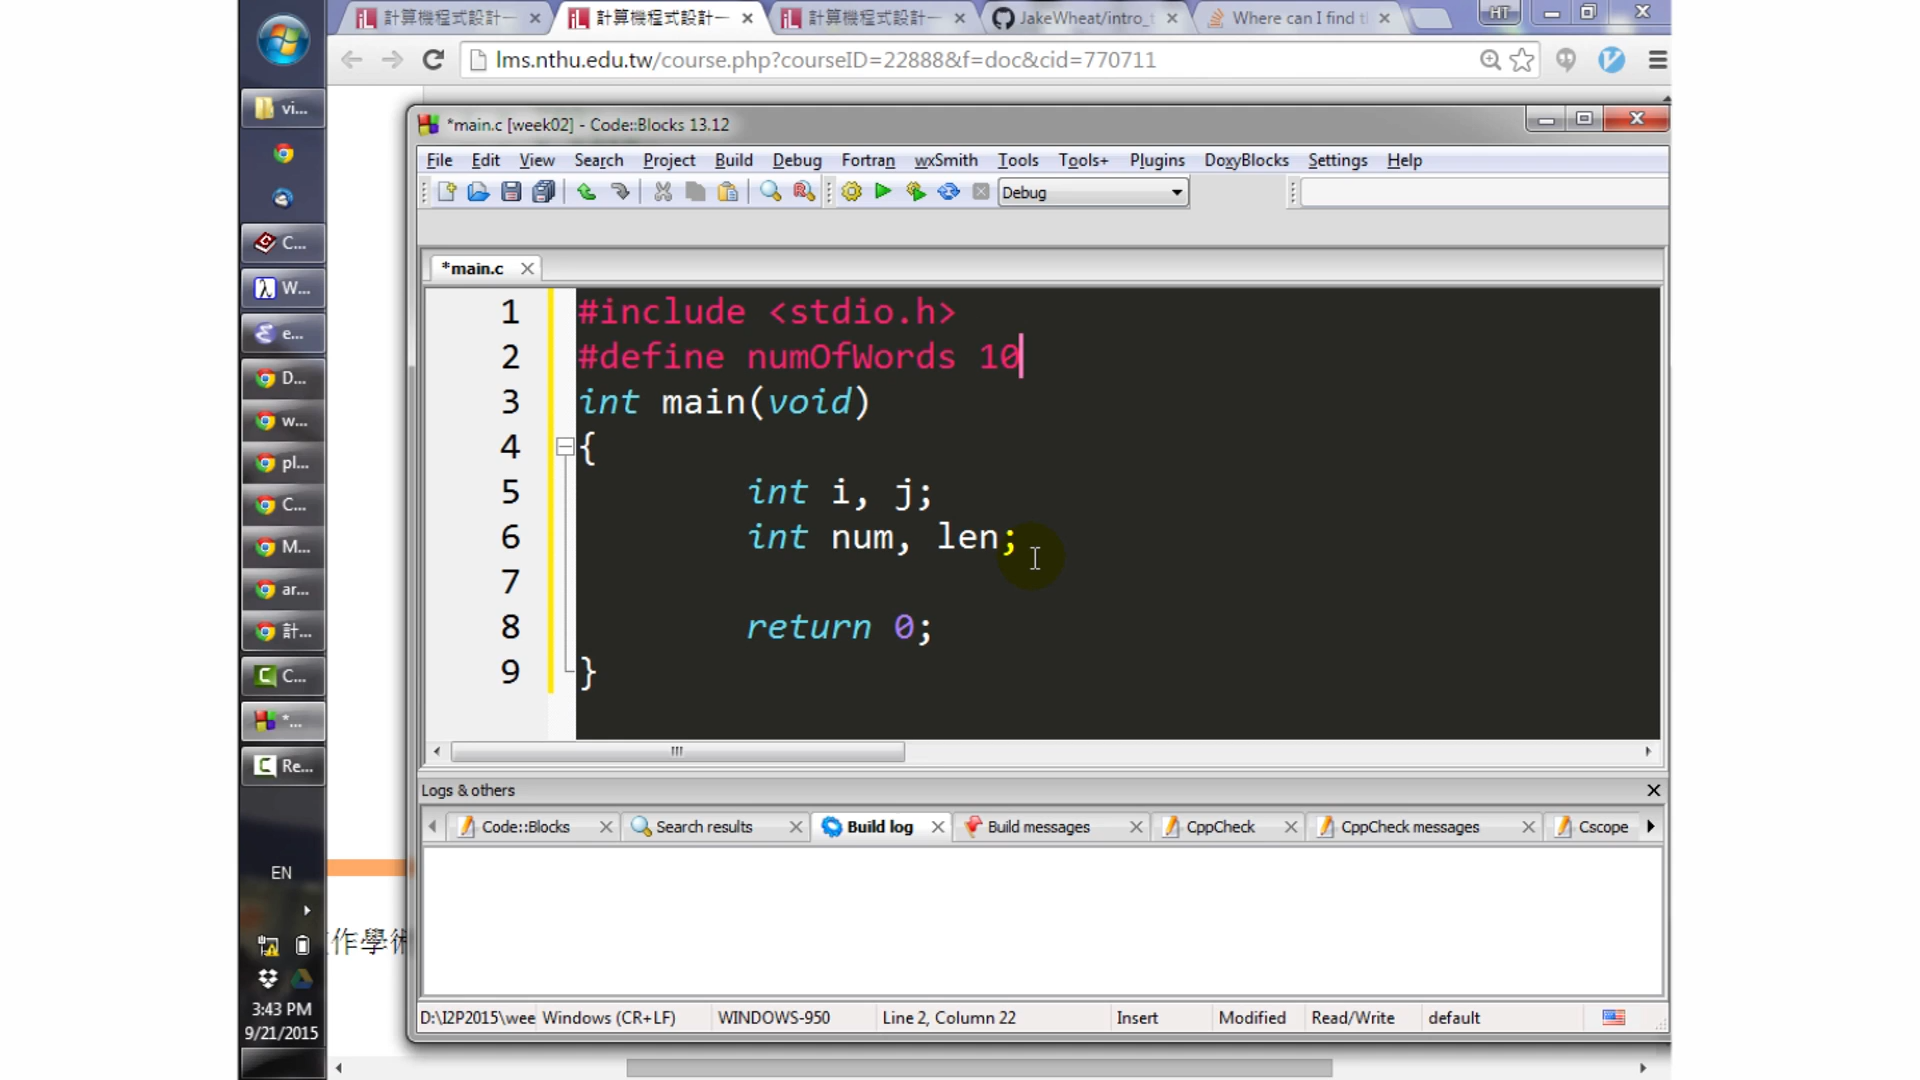 計算機程式設計一
計算機程式設計一
計算機程式設計一
JakeWheat/intro_
Where can I find t
HT
lms.nthu.edu.tw/course.php?courseID=22888&f=doc&cid=770711
vi...
C...
W...
e...
D...
w...
pl...
C...
M...
ar...
計...
C...
*...
Re...
EN
3:43 PM
9/21/2015
作學術
*main.c [week02] - Code::Blocks 13.12
File Edit View Search Project Build Debug Fortran wxSmith Tools Tools+ Plugins DoxyBlocks Settings Help
Debug
*main.c
1 #include <stdio.h>
2 #define numOfWords 10
3 int main(void)
4 {
5 int i, j;
6 int num, len;
7
8 return 0;
9 }
Logs & others
Code::Blocks Search results Build log Build messages CppCheck CppCheck messages Cscope
D:\I2P2015\wee Windows (CR+LF) WINDOWS-950 Line 2, Column 22 Insert Modified Read/Write default